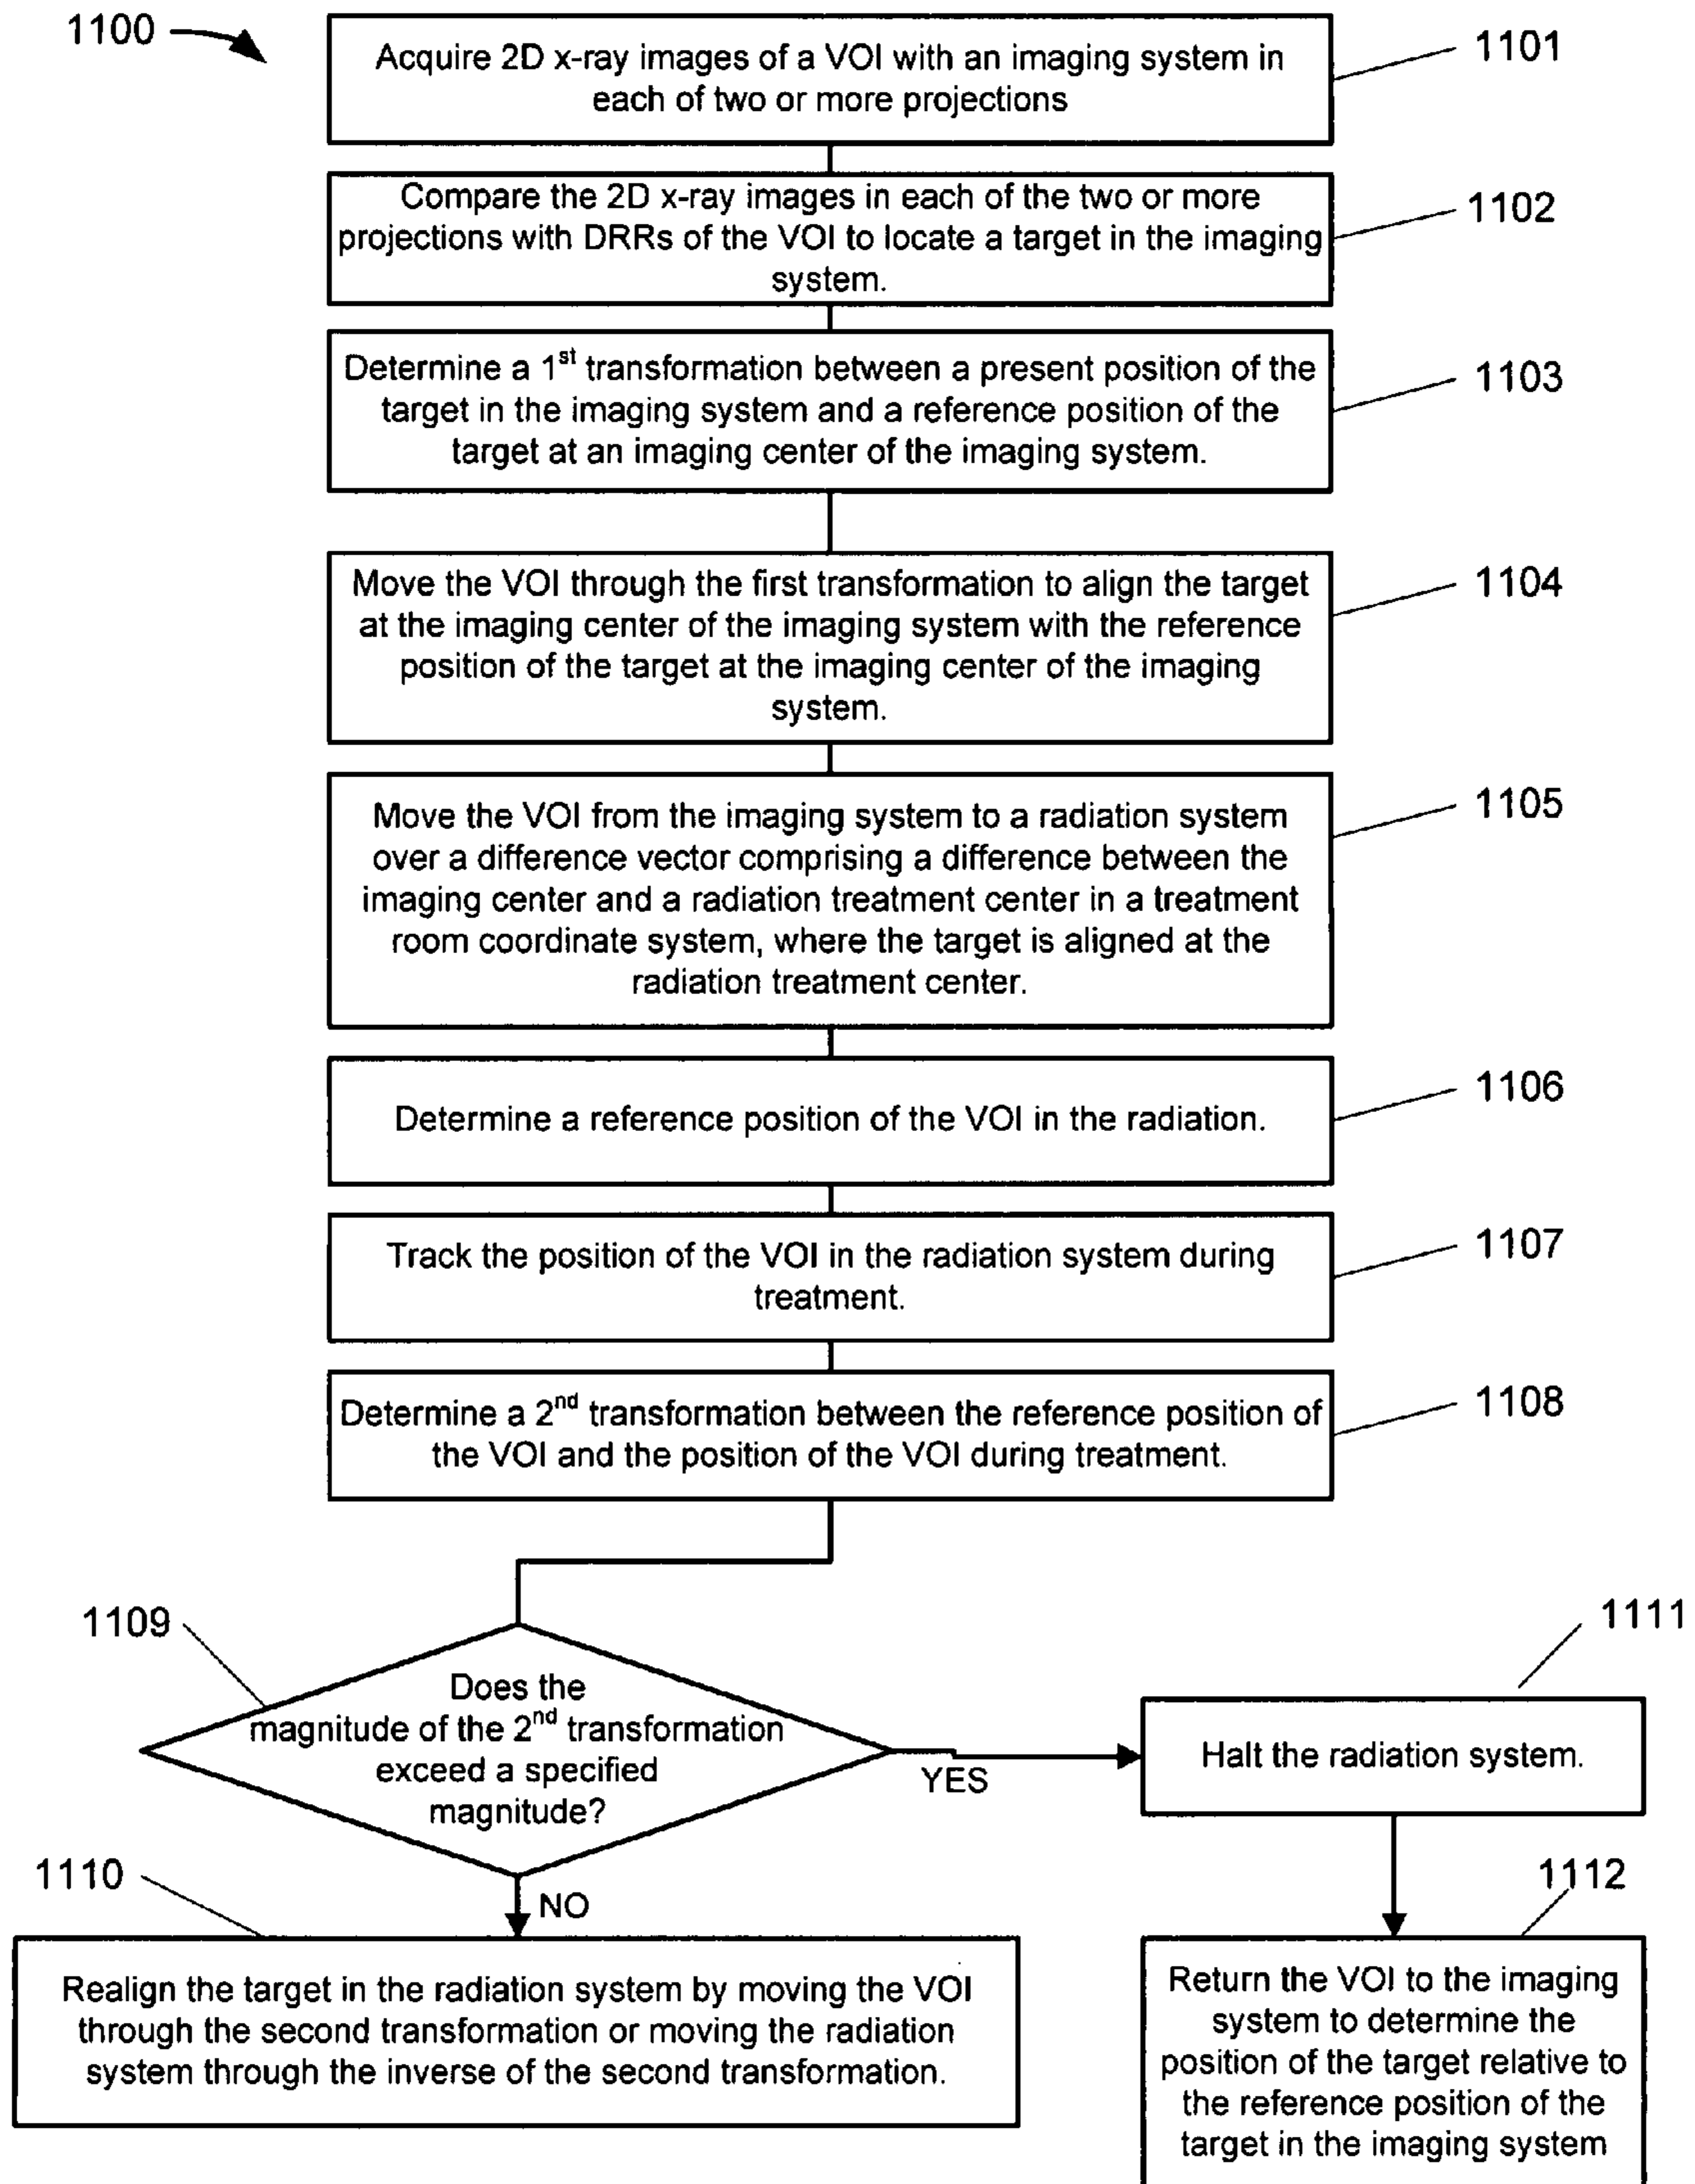 1100
Acquire 2D x-ray images of a VOI with an imaging system in
each of two or more projections
1101
Compare the 2D x-ray images in each of the two or more
projections with DRRs of the VOI to locate a target in the imaging
system.
1102
Determine a 1st transformation between a present position of the
target in the imaging system and a reference position of the
target at an imaging center of the imaging system.
1103
Move the VOI through the first transformation to align the target
at the imaging center of the imaging system with the reference
position of the target at the imaging center of the imaging
system.
1104
Move the VOI from the imaging system to a radiation system
over a difference vector comprising a difference between the
imaging center and a radiation treatment center in a treatment
room coordinate system, where the target is aligned at the
radiation treatment center.
1105
Determine a reference position of the VOI in the radiation.
1106
Track the position of the VOI in the radiation system during
treatment.
1107
Determine a 2nd transformation between the reference position of
the VOI and the position of the VOI during treatment.
1108
1109
Does the
magnitude of the 2nd transformation
exceed a specified
magnitude?
YES
1111
Halt the radiation system.
NO
1110
Realign the target in the radiation system by moving the VOI
through the second transformation or moving the radiation
system through the inverse of the second transformation.
1112
Return the VOI to the imaging
system to determine the
position of the target relative to
the reference position of the
target in the imaging system